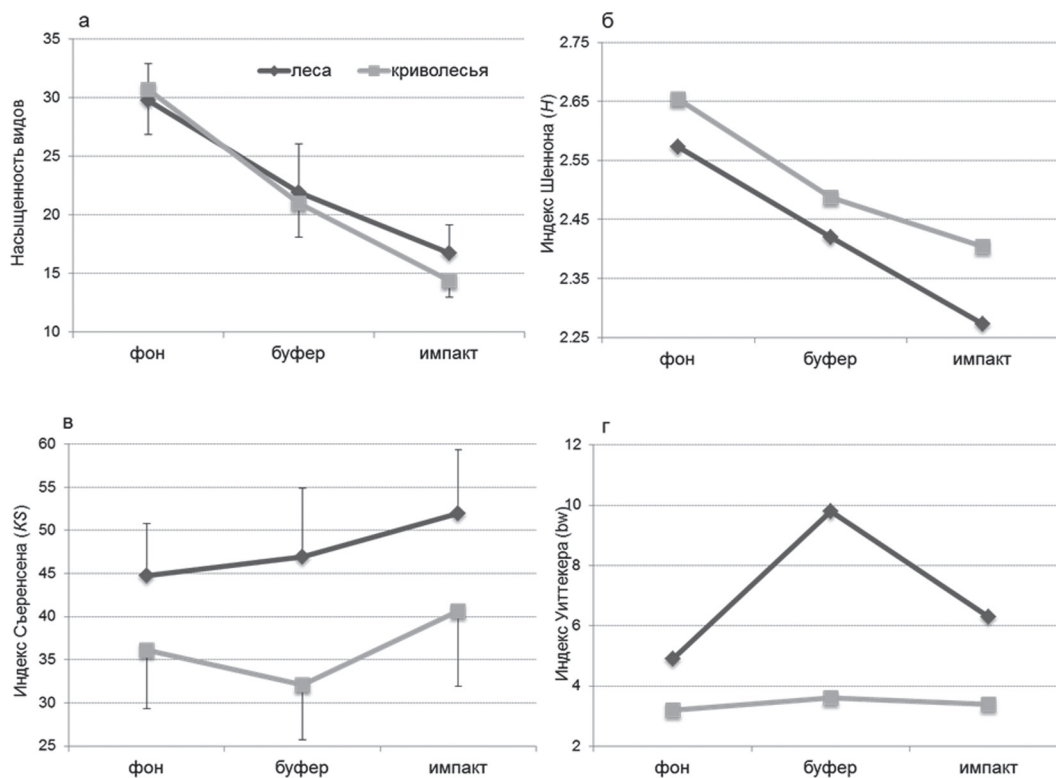 а
35
30
25
20
15
10
Насыщенность видов
леса
криволесья
фон буфер импакт
б
2.75
2.65
2.55
2.45
2.35
2.25
Индекс Шеннона (H)
фон буфер импакт
в
60
55
50
45
40
35
30
25
Индекс Съеренсена (KS)
фон буфер импакт
г
12
10
8
6
4
2
Индекс Уиттекера (bw)
фон буфер импакт